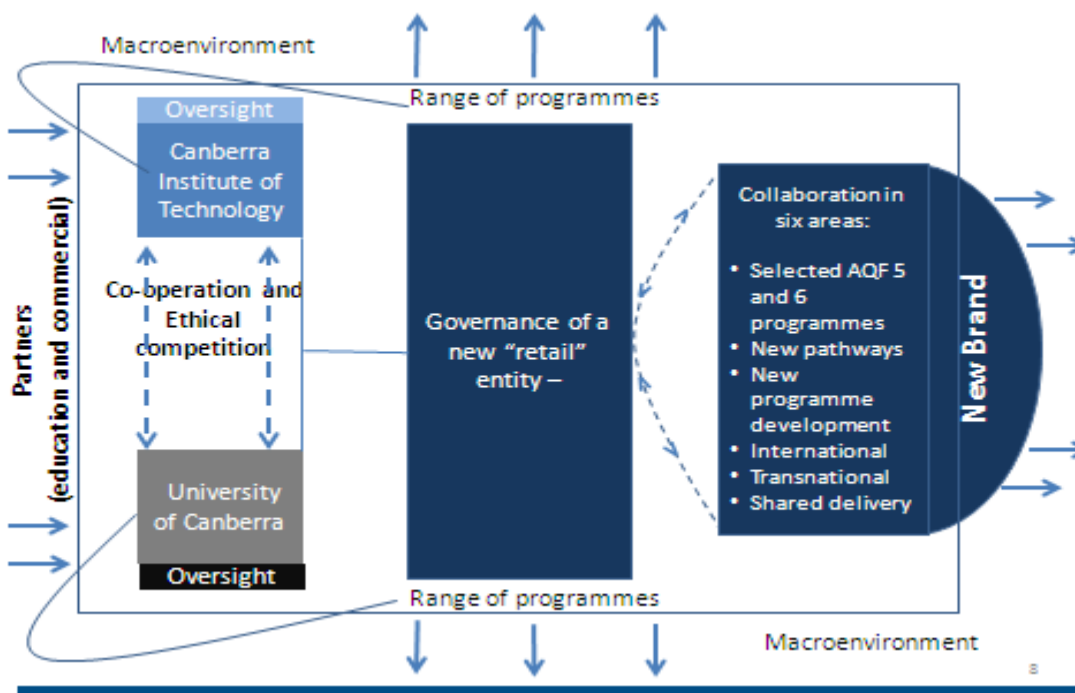 Macroenvironment
Range of programmes
Oversight
Canberra
Institute of
Technology
Partners
(education and commercial)
Co-operation and
Ethical
competition
University
of Canberra
Oversight
Governance of a
new “retail”
entity –
Collaboration in
six areas:
• Selected AQF 5
and 6
programmes
• New pathways
• New
programme
development
• International
• Transnational
• Shared delivery
New Brand
Range of programmes
Macroenvironment
8